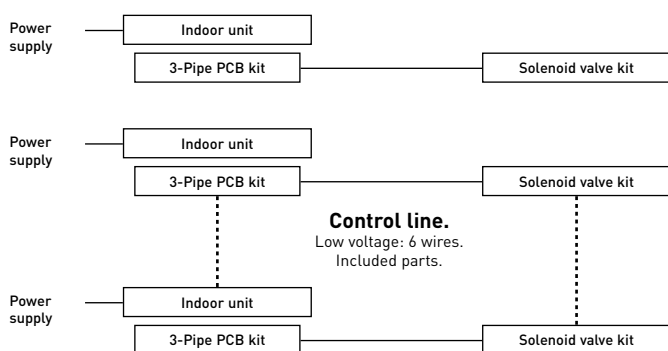 Power
supply
Indoor unit
3-Pipe PCB kit
Solenoid valve kit
Power
supply
Indoor unit
3-Pipe PCB kit
Solenoid valve kit
Control line.
Low voltage: 6 wires.
Included parts.
Power
supply
Indoor unit
3-Pipe PCB kit
Solenoid valve kit